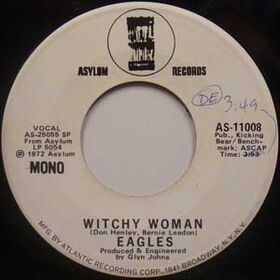 ASYLUM RECORDS
DE 3.49
VOCAL
AS-25055 SP
From Asylum
LP 5054
℗ 1972 Asylum
MONO
AS-11008
Pub., Kicking
Bear/Bench-
mark: ASCAP
Time:
WITCHY WOMAN
(Don Henley, Bernie Leadon)
EAGLES
Produced & Engineered
by Glyn Johns
MFG. BY ATLANTIC RECORDING CORP. 1841 BROADWAY, N.Y., N.Y.